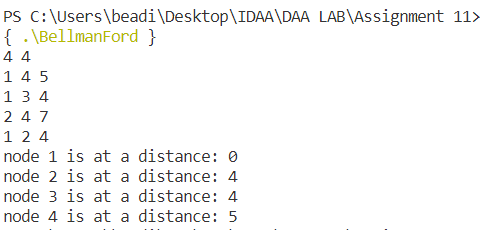 PS C:\Users\beadi\Desktop\IDAA\DAA LAB\Assignment 11>
{ .\BellmanFord }
4 4
1 4 5
1 3 4
2 4 7
1 2 4
node 1 is at a distance: 0
node 2 is at a distance: 4
node 3 is at a distance: 4
node 4 is at a distance: 5